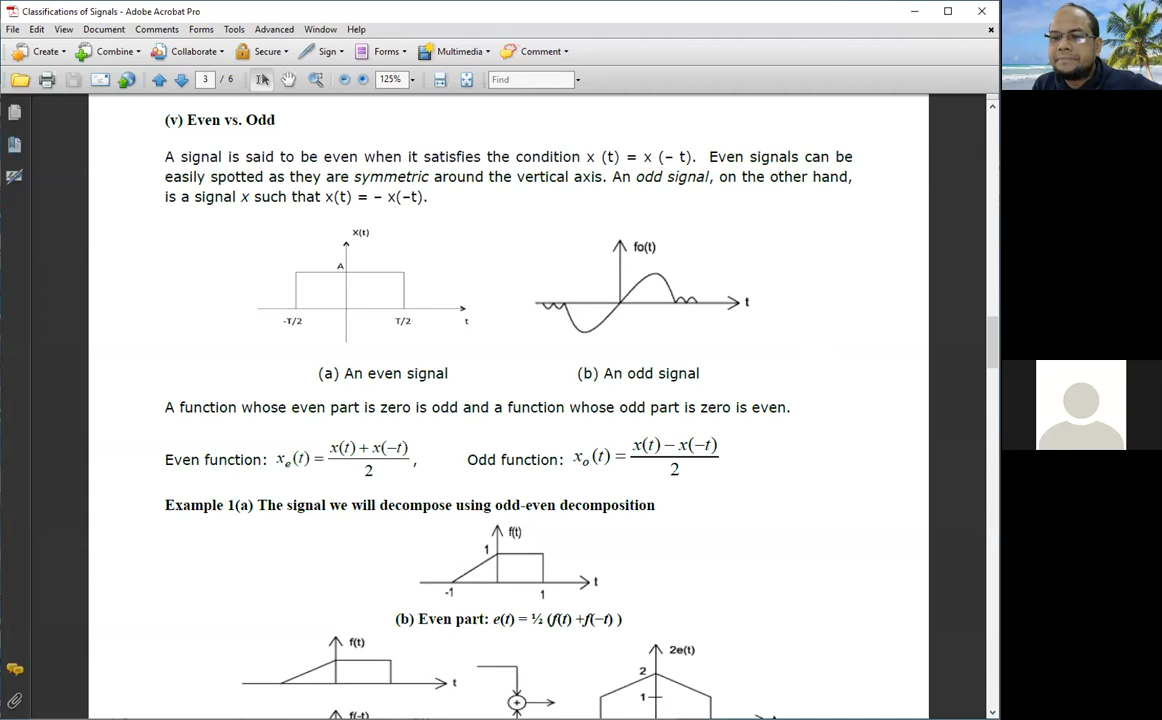 Classifications of Signals - Adobe Acrobat Pro
File Edit View Document Comments Forms Tools Advanced Window Help
Create Combine Collaborate Secure Sign Forms Multimedia Comment
3 / 6 125% Find
(v) Even vs. Odd
A signal is said to be even when it satisfies the condition x (t) = x (– t). Even signals can be
easily spotted as they are symmetric around the vertical axis. An odd signal, on the other hand,
is a signal x such that x(t) = – x(–t).
X(t)
A
-T/2 T/2 t
fo(t)
t
(a) An even signal (b) An odd signal
A function whose even part is zero is odd and a function whose odd part is zero is even.
Even function: xₑ(t) = x(t)+x(−t) / 2 , Odd function: xₒ(t) = x(t)−x(−t) / 2
Example 1(a) The signal we will decompose using odd-even decomposition
f(t)
1
t
-1 1
(b) Even part: e(t) = ½ (f(t) +f(−t) )
f(t) 2e(t)
2
t
1
+
f(-t)